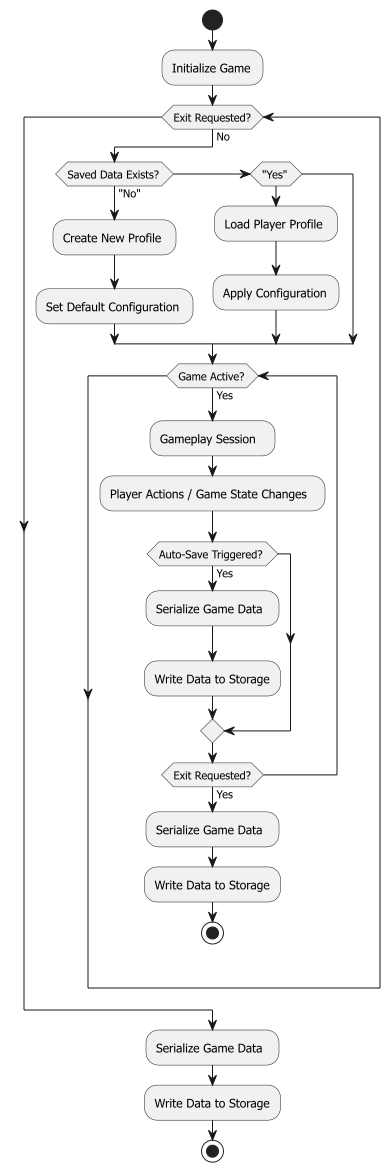 Initialize Game
Exit Requested?
No
Saved Data Exists?
"Yes"
"No"
Load Player Profile
Create New Profile
Apply Configuration
Set Default Configuration
Game Active?
Yes
Gameplay Session
Player Actions / Game State Changes
Auto-Save Triggered?
Yes
Serialize Game Data
Write Data to Storage
Exit Requested?
Yes
Serialize Game Data
Write Data to Storage
Serialize Game Data
Write Data to Storage